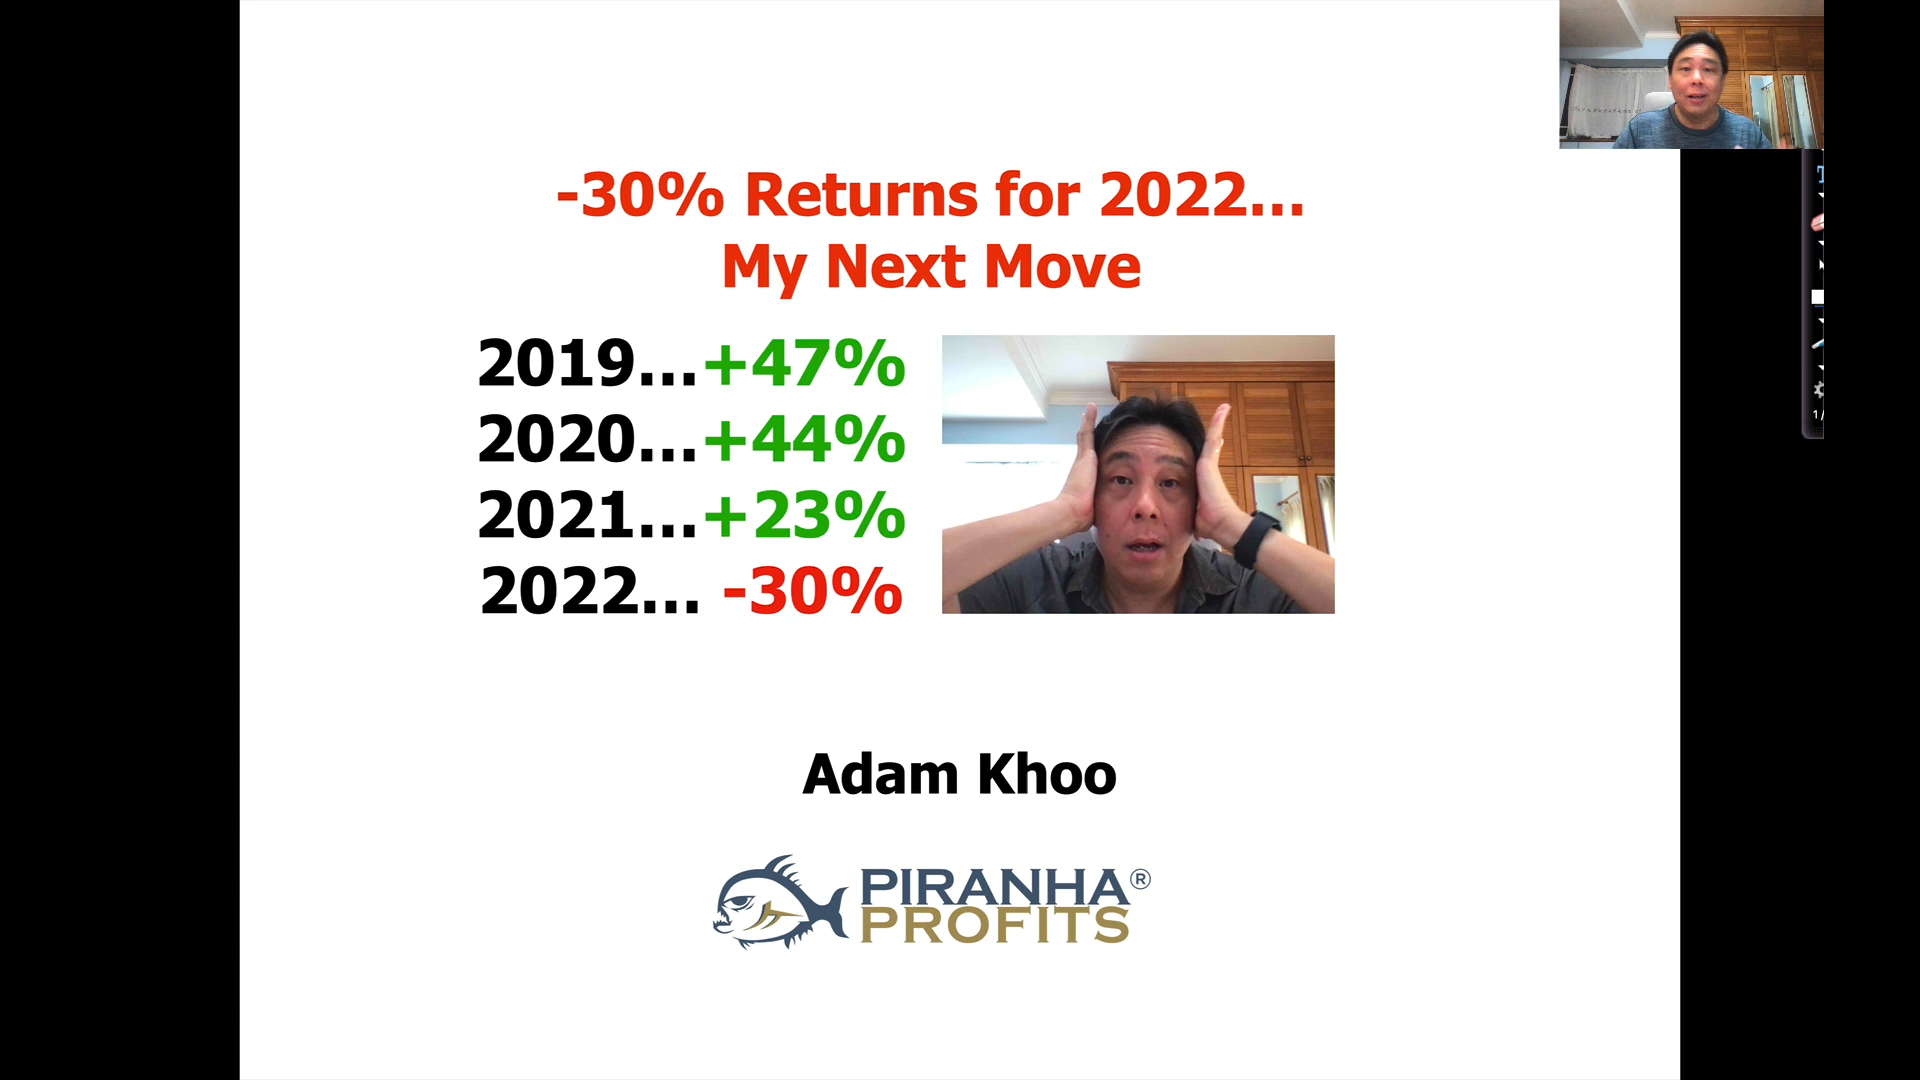 -30% Returns for 2022...
My Next Move
2019...+47%
2020...+44%
2021...+23%
2022... -30%
Adam Khoo
PIRANHA®
PROFITS